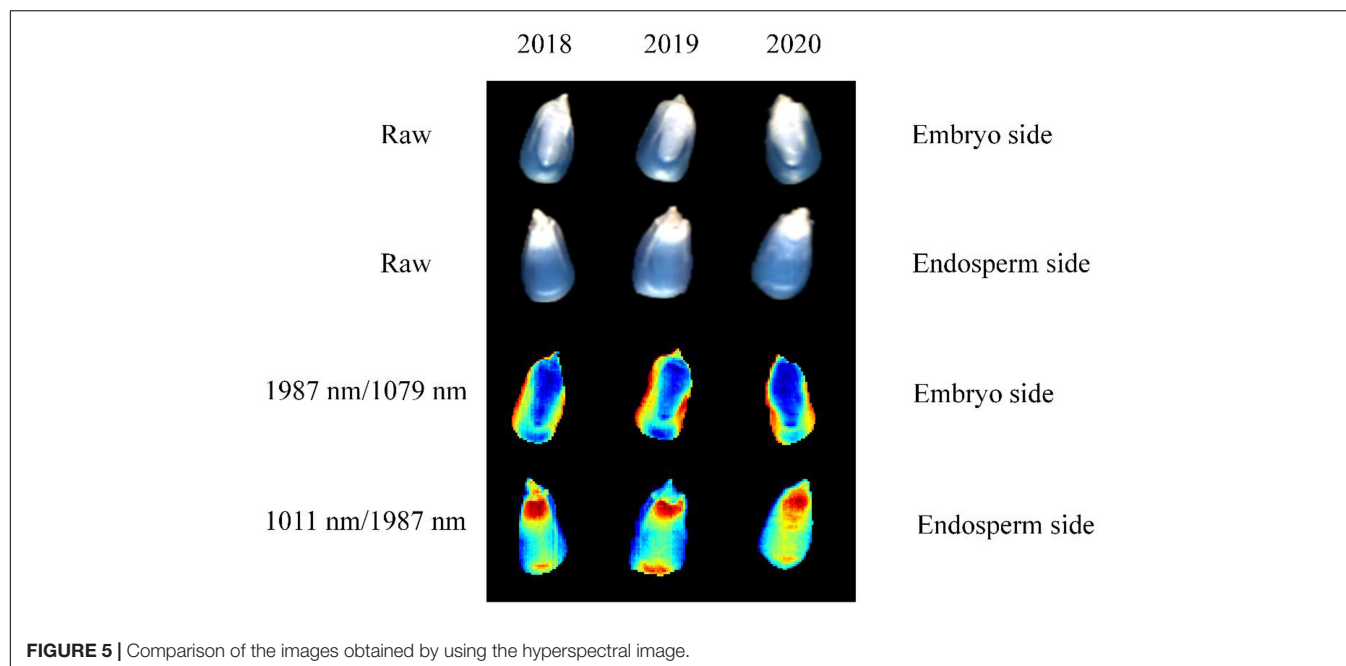 2018 2019 2020
Raw Embryo side
Raw Endosperm side
1987 nm/1079 nm Embryo side
1011 nm/1987 nm Endosperm side
FIGURE 5 | Comparison of the images obtained by using the hyperspectral image.